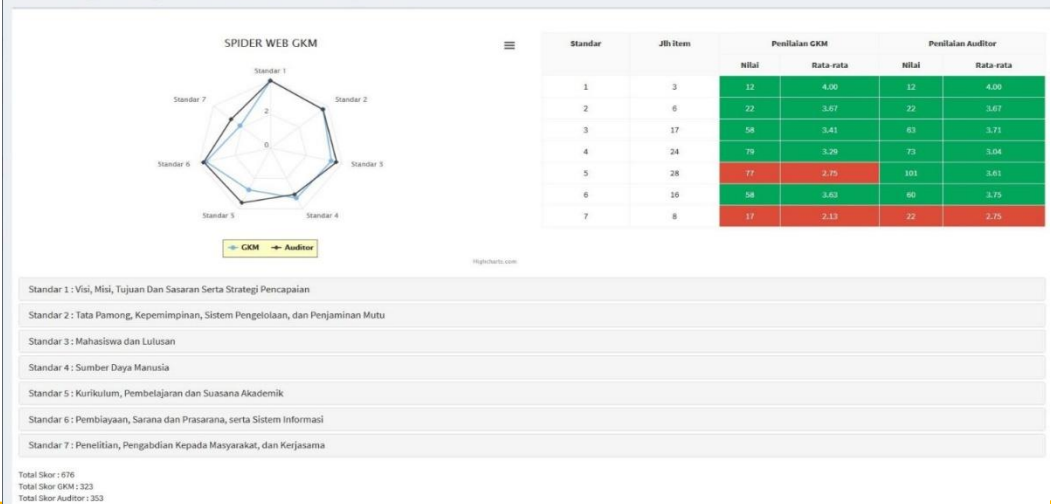 SPIDER WEB GKM
Standar 1
Standar 2
Standar 3
Standar 4
Standar 5
Standar 6
Standar 7
2
0
GKM Auditor
Highcharts.com
Standar Jlh item Penilaian GKM Penilaian Auditor
Nilai Rata-rata Nilai Rata-rata
1 3 12 4.00 12 4.00
2 6 22 3.67 22 3.67
3 17 58 3.41 63 3.71
4 24 79 3.29 73 3.04
5 28 77 2.75 101 3.61
6 16 58 3.63 60 3.75
7 8 17 2.13 22 2.75
Standar 1 : Visi, Misi, Tujuan Dan Sasaran Serta Strategi Pencapaian
Standar 2 : Tata Pamong, Kepemimpinan, Sistem Pengelolaan, dan Penjaminan Mutu
Standar 3 : Mahasiswa dan Lulusan
Standar 4 : Sumber Daya Manusia
Standar 5 : Kurikulum, Pembelajaran dan Suasana Akademik
Standar 6 : Pembiayaan, Sarana dan Prasarana, serta Sistem Informasi
Standar 7 : Penelitian, Pengabdian Kepada Masyarakat, dan Kerjasama
Total Skor : 676
Total Skor GKM : 323
Total Skor Auditor : 353